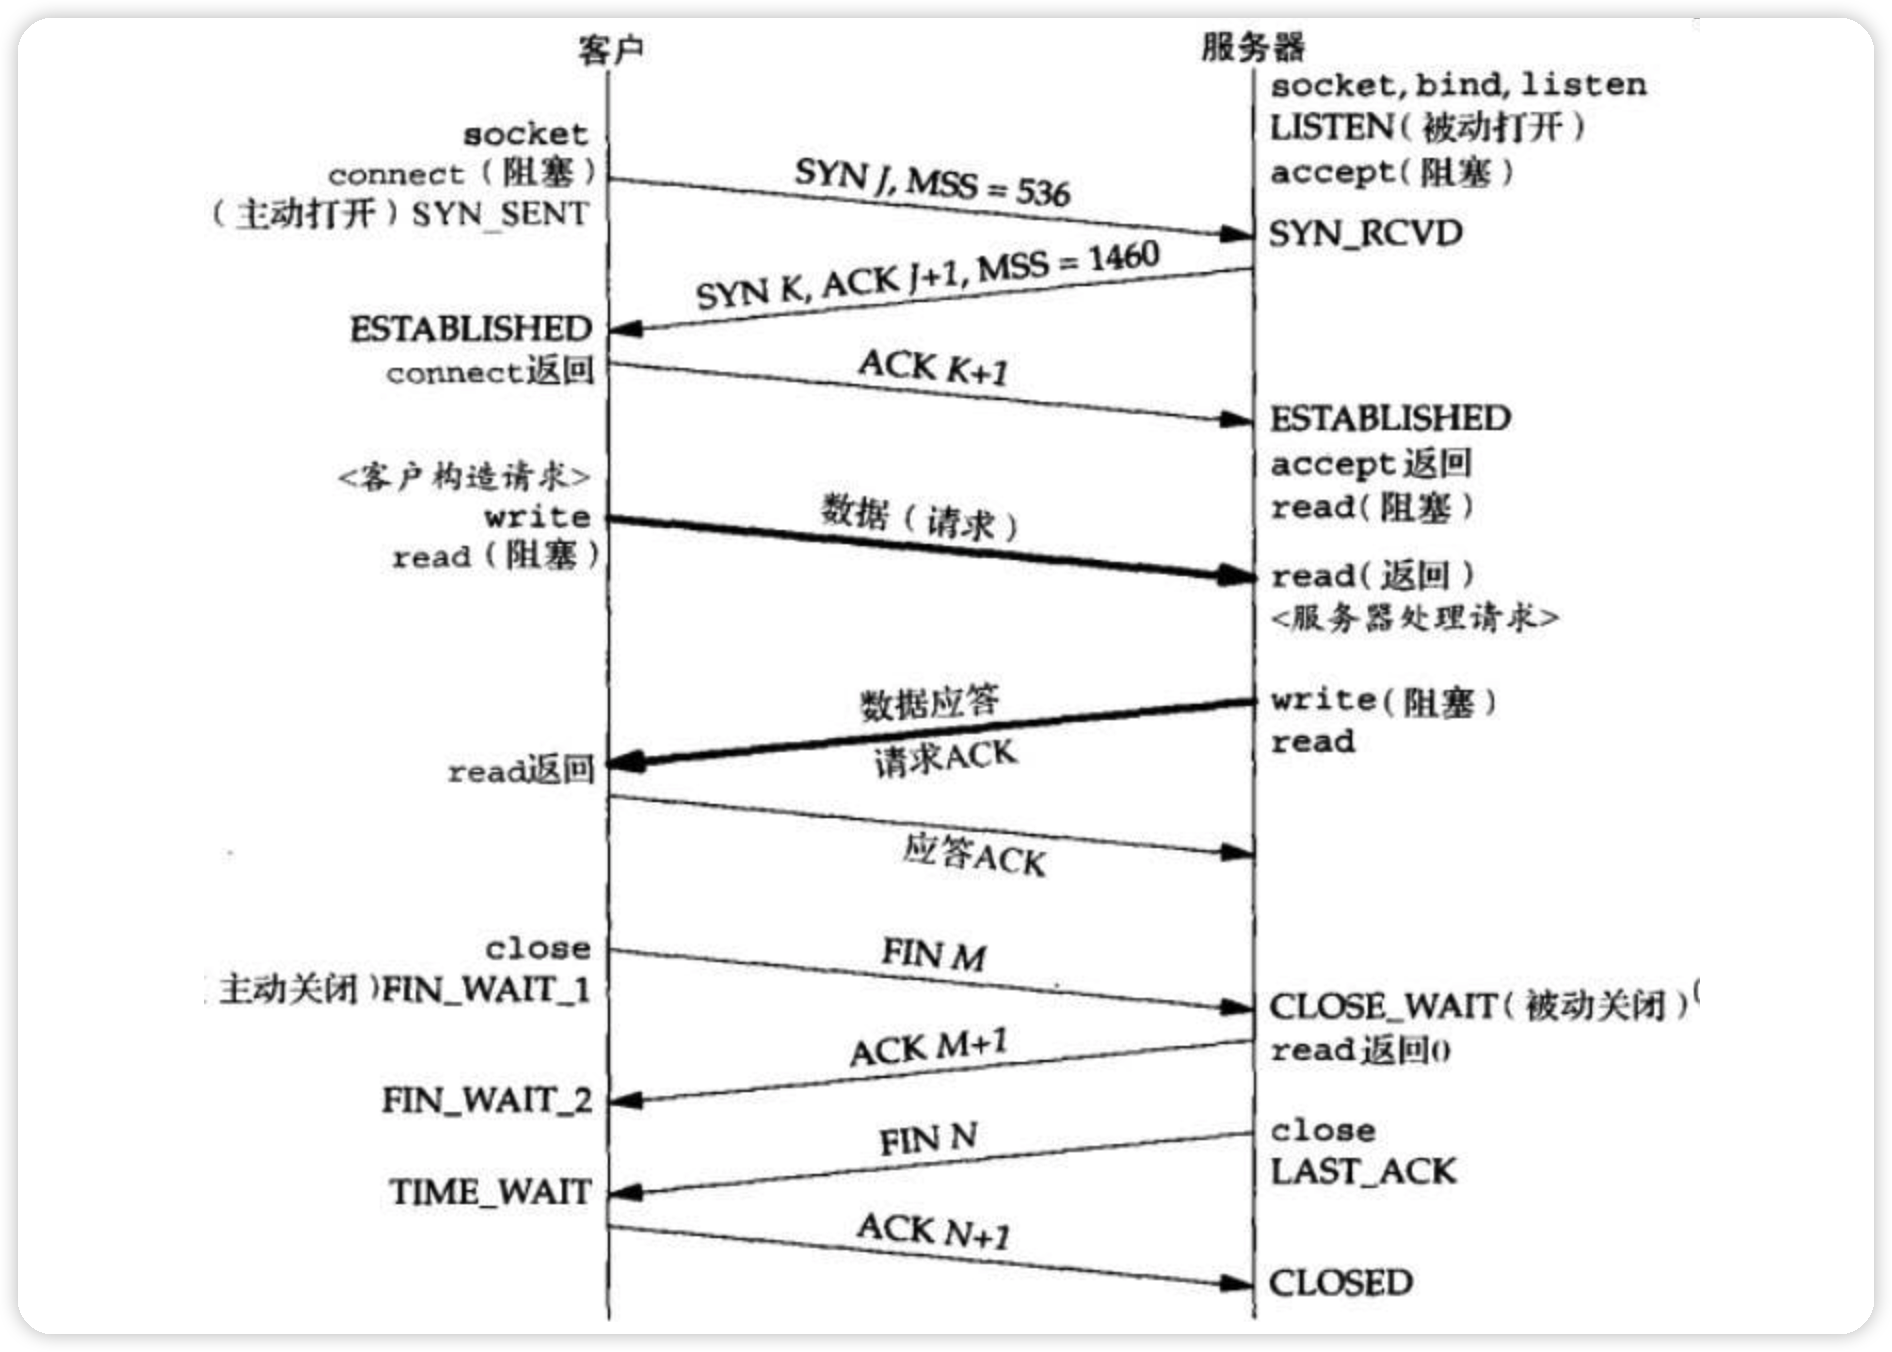 客户
服务器
socket, bind, listen
LISTEN(被动打开)
accept(阻塞)
socket
connect(阻塞)
(主动打开)SYN_SENT
SYN J, MSS = 536
SYN_RCVD
SYN K, ACK J+1, MSS = 1460
ESTABLISHED
connect返回
ACK K+1
ESTABLISHED
accept返回
read(阻塞)
<客户构造请求>
write
read(阻塞)
数据(请求)
read(返回)
<服务器处理请求>
write(阻塞)
read
数据应答
请求ACK
read返回
应答ACK
close
主动关闭)FIN_WAIT_1
FIN M
CLOSE_WAIT(被动关闭)(
read返回0
ACK M+1
FIN_WAIT_2
close
LAST_ACK
FIN N
TIME_WAIT
ACK N+1
CLOSED